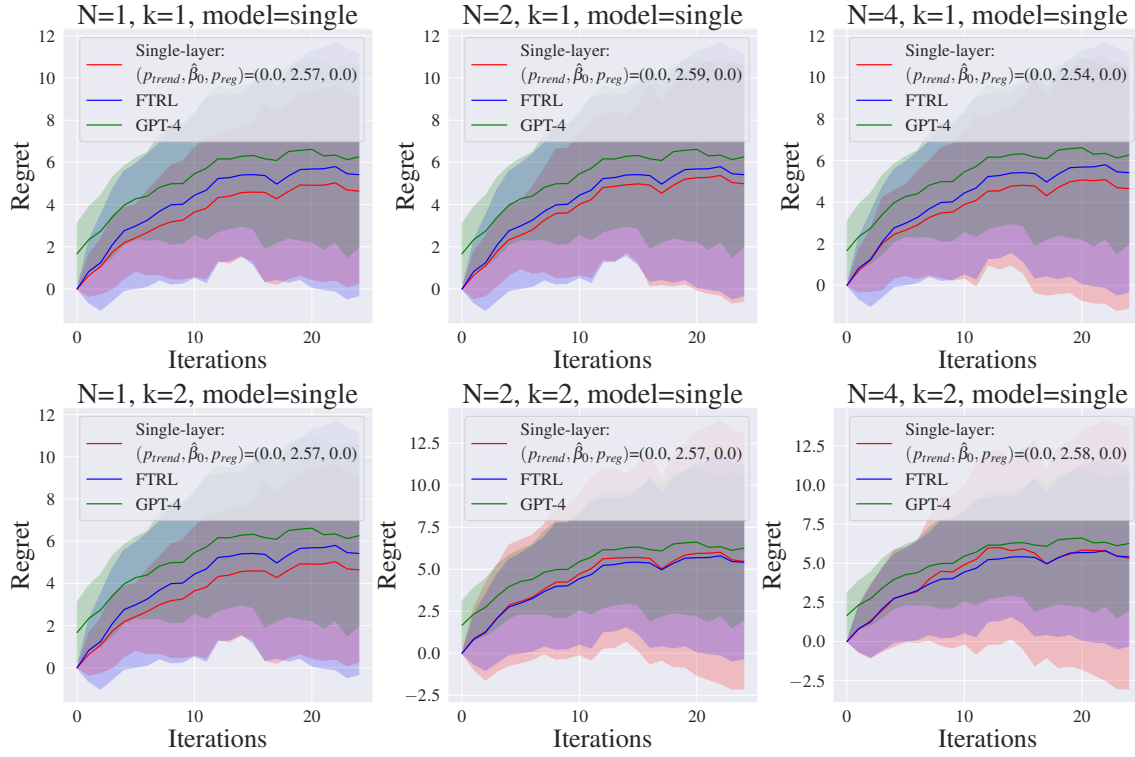 N=1, k=1, model=single
12
10
8
6
4
2
0
Regret
Single-layer:
(p_trend, β̂_0, p_reg)=(0.0, 2.57, 0.0)
FTRL
GPT-4
0 10 20
Iterations
N=2, k=1, model=single
12
10
8
6
4
2
0
Regret
Single-layer:
(p_trend, β̂_0, p_reg)=(0.0, 2.59, 0.0)
FTRL
GPT-4
0 10 20
Iterations
N=4, k=1, model=single
12
10
8
6
4
2
0
Regret
Single-layer:
(p_trend, β̂_0, p_reg)=(0.0, 2.54, 0.0)
FTRL
GPT-4
0 10 20
Iterations
N=1, k=2, model=single
12
10
8
6
4
2
0
Regret
Single-layer:
(p_trend, β̂_0, p_reg)=(0.0, 2.57, 0.0)
FTRL
GPT-4
0 10 20
Iterations
N=2, k=2, model=single
12.5
10.0
7.5
5.0
2.5
0.0
−2.5
Regret
Single-layer:
(p_trend, β̂_0, p_reg)=(0.0, 2.57, 0.0)
FTRL
GPT-4
0 10 20
Iterations
N=4, k=2, model=single
12.5
10.0
7.5
5.0
2.5
0.0
−2.5
Regret
Single-layer:
(p_trend, β̂_0, p_reg)=(0.0, 2.58, 0.0)
FTRL
GPT-4
0 10 20
Iterations